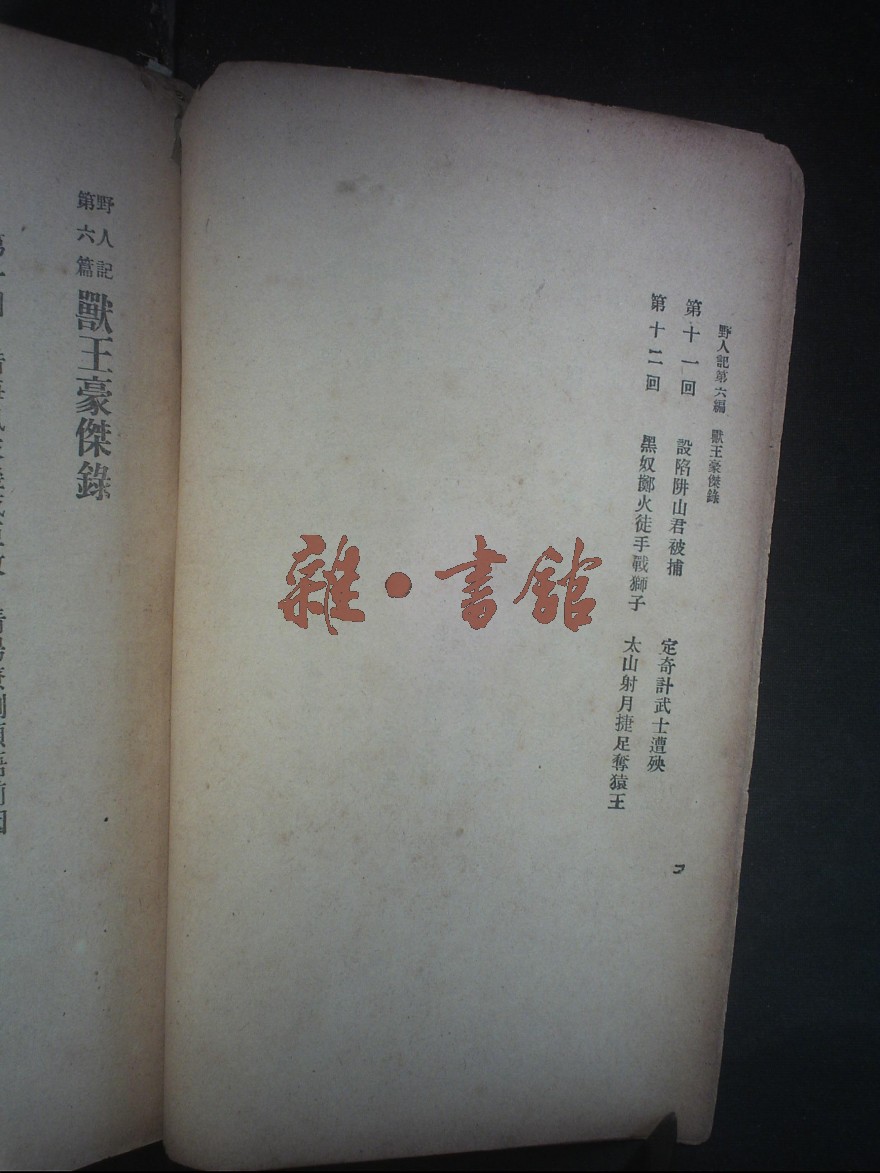 野人記第六編 獸王豪傑錄
第十一回 設陷阱山君被捕 定奇計武士遭殃
第十二回 黑奴擲火徒手戰獅子 太山射月捷足奪猿王
雜·書館
野人記
第六篇
獸王豪傑錄